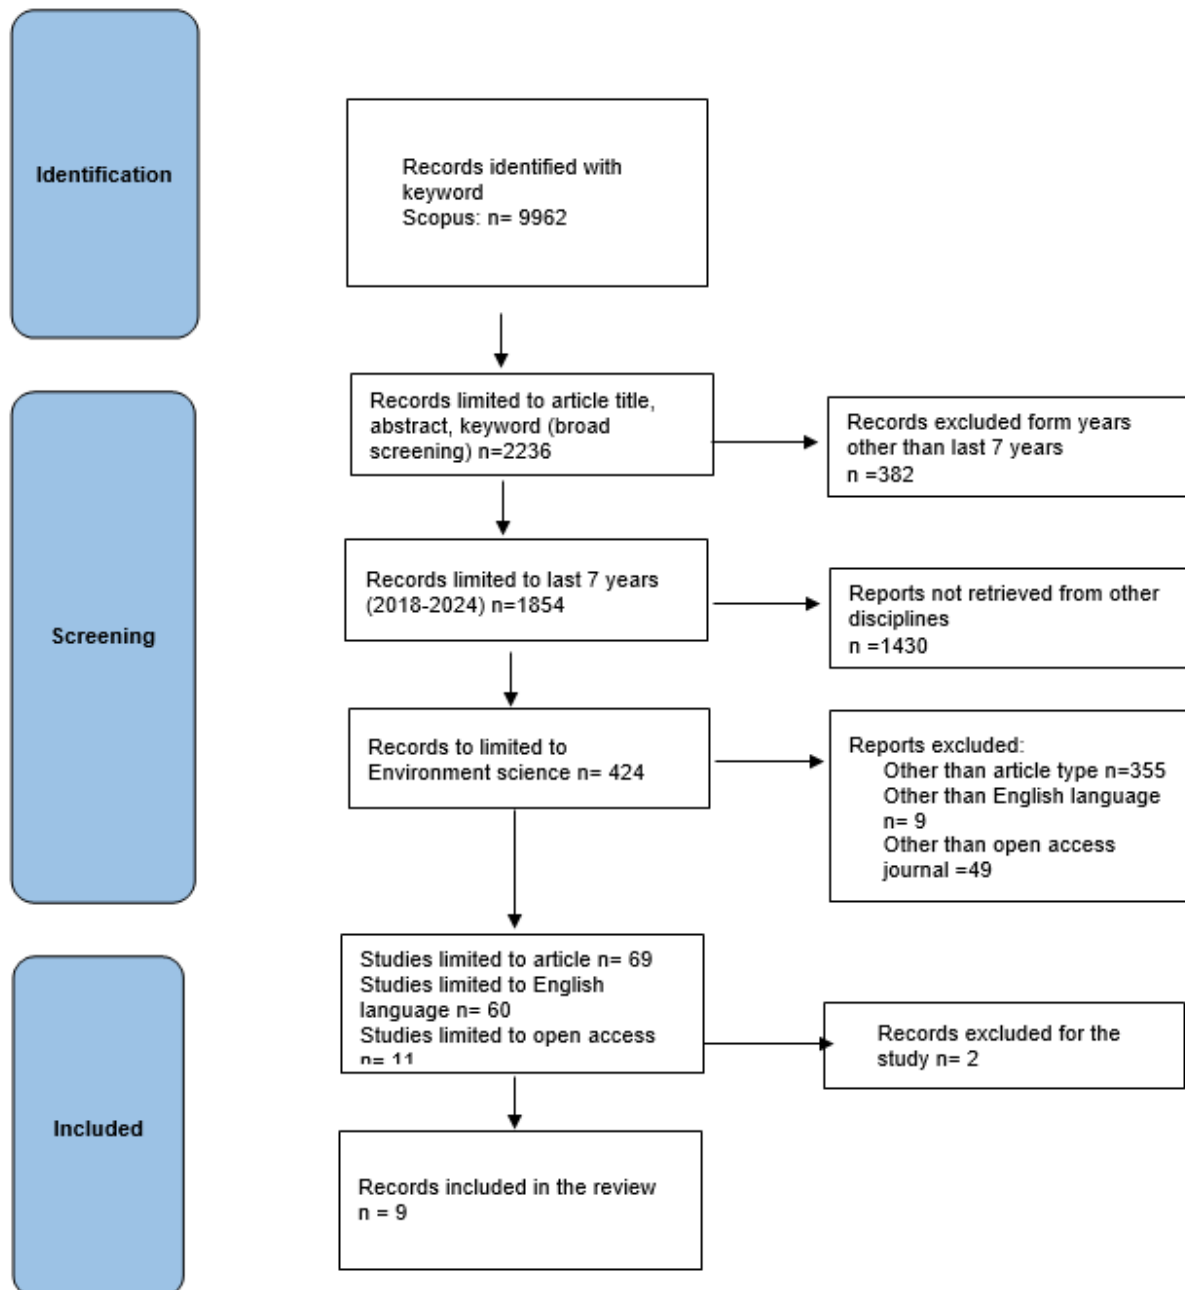 Identification
Records identified with
keyword
Scopus: n= 9962
Records limited to article title,
abstract, keyword (broad
screening) n=2236
Records excluded form years
other than last 7 years
n =382
Screening
Records limited to last 7 years
(2018-2024) n=1854
Reports not retrieved from other
disciplines
n =1430
Records to limited to
Environment science n= 424
Reports excluded:
Other than article type n=355
Other than English language
n= 9
Other than open access
journal =49
Included
Studies limited to article n= 69
Studies limited to English
language n= 60
Studies limited to open access
n= 11
Records excluded for the
study n= 2
Records included in the review
n = 9